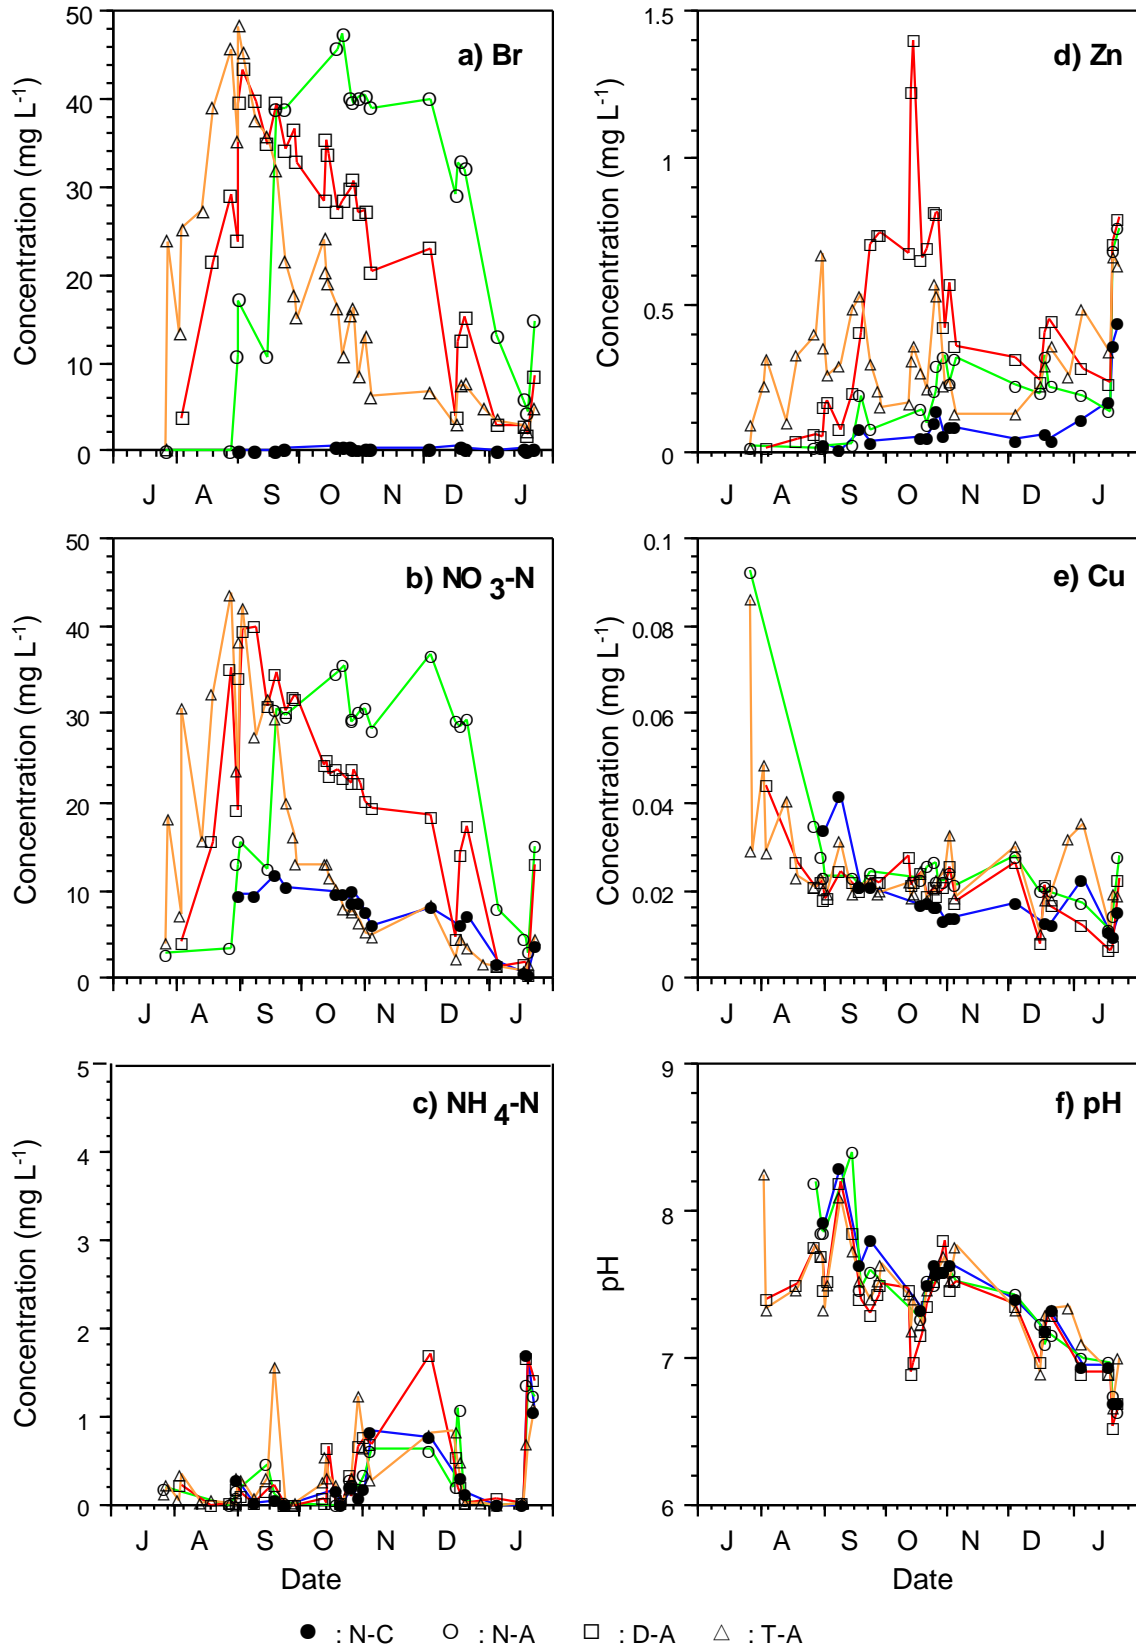 a) Br
Concentration (mg L-1)
50
40
30
20
10
0
J A S O N D J
d) Zn
Concentration (mg L-1)
1.5
1
0.5
0
J A S O N D J
b) NO 3-N
Concentration (mg L-1)
50
40
30
20
10
0
J A S O N D J
e) Cu
Concentration (mg L-1)
0.1
0.08
0.06
0.04
0.02
0
J A S O N D J
c) NH 4-N
Concentration (mg L-1)
5
4
3
2
1
0
J A S O N D J
Date
f) pH
pH
9
8
7
6
J A S O N D J
Date
: N-C : N-A : D-A : T-A